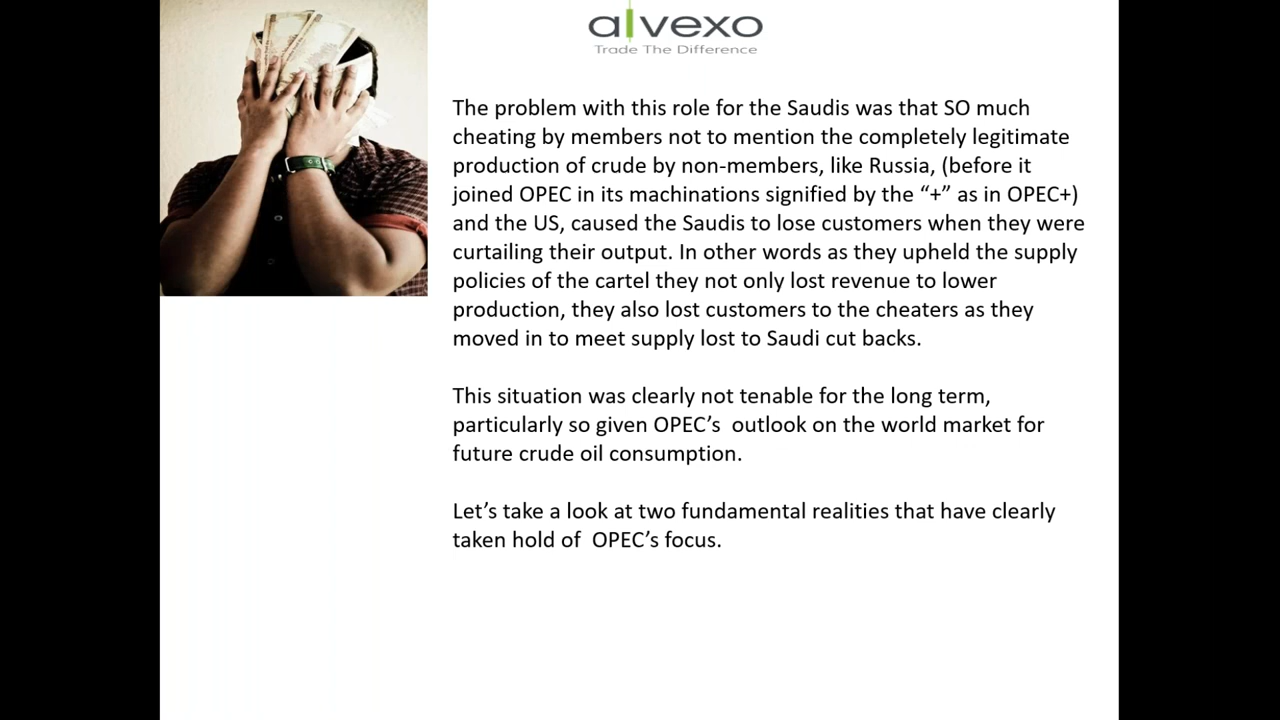 alvexo
Trade The Difference
The problem with this role for the Saudis was that SO much
cheating by members not to mention the completely legitimate
production of crude by non-members, like Russia, (before it
joined OPEC in its machinations signified by the “+” as in OPEC+)
and the US, caused the Saudis to lose customers when they were
curtailing their output. In other words as they upheld the supply
policies of the cartel they not only lost revenue to lower
production, they also lost customers to the cheaters as they
moved in to meet supply lost to Saudi cut backs.
This situation was clearly not tenable for the long term,
particularly so given OPEC’s  outlook on the world market for
future crude oil consumption.
Let’s take a look at two fundamental realities that have clearly
taken hold of  OPEC’s focus.